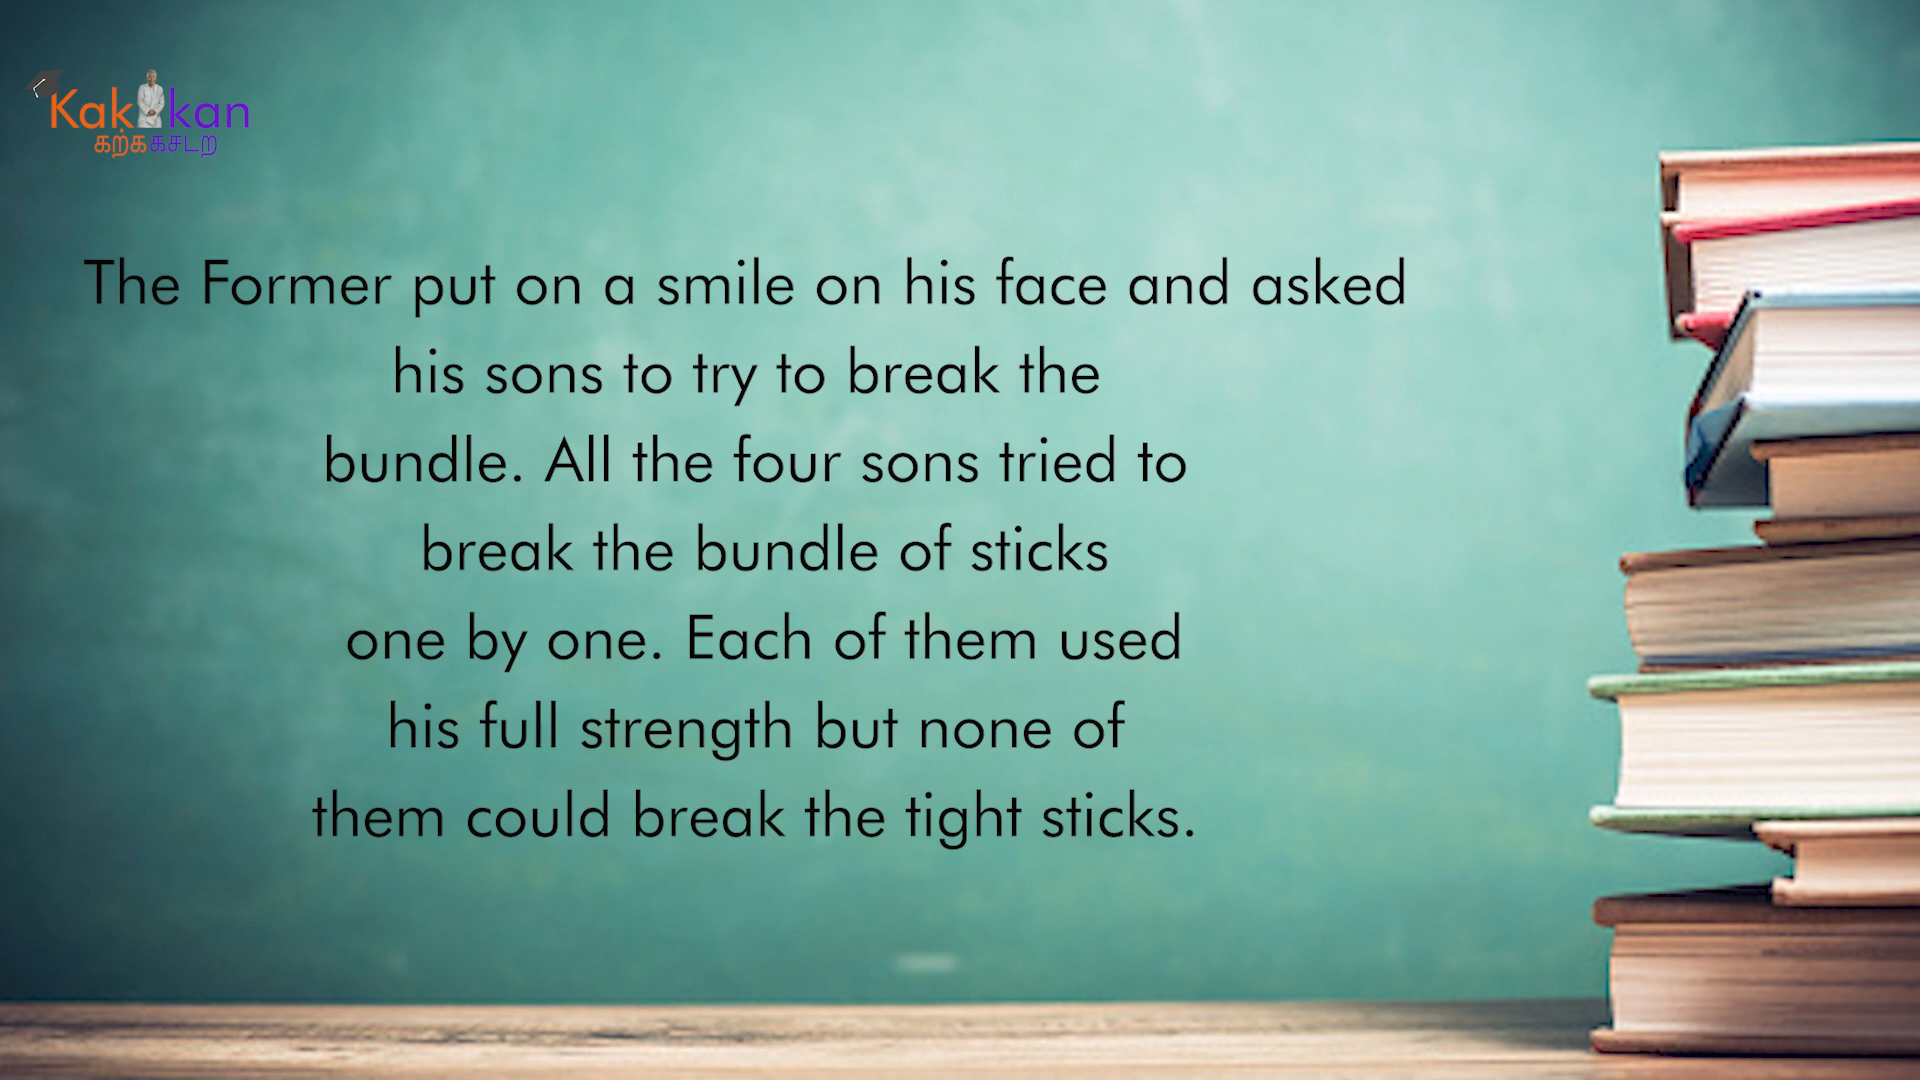 Kak kan
கற்க கசடற
The Former put on a smile on his face and asked
his sons to try to break the
bundle. All the four sons tried to
break the bundle of sticks
one by one. Each of them used
his full strength but none of
them could break the tight sticks.